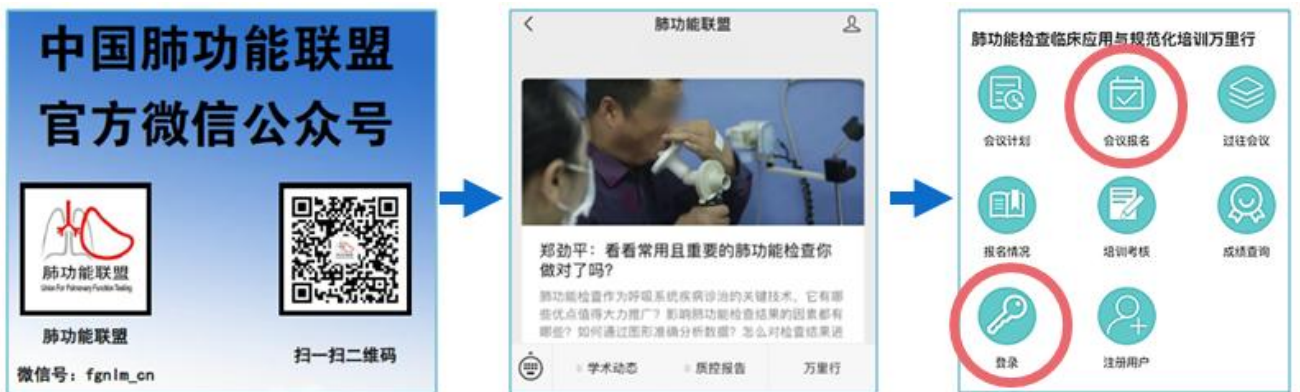 中国肺功能联盟
官方微信公众号
肺功能联盟
Union For Pulmonary Function Testing
肺功能联盟
微信号：fgnlm_cn
扫一扫二维码
肺功能联盟
郑劲平：看看常用且重要的肺功能检查你
做对了吗？
肺功能检查作为呼吸系统疾病诊治的关键技术，它有哪
些优点值得大力推广？影响肺功能检查结果的因素都有
哪些？如何通过图形准确分析数据？怎么对检查结果进
学术动态
质控报告
万里行
肺功能检查临床应用与规范化培训万里行
会议计划
会议报名
过往会议
报名情况
培训考核
成绩查询
登录
注册用户